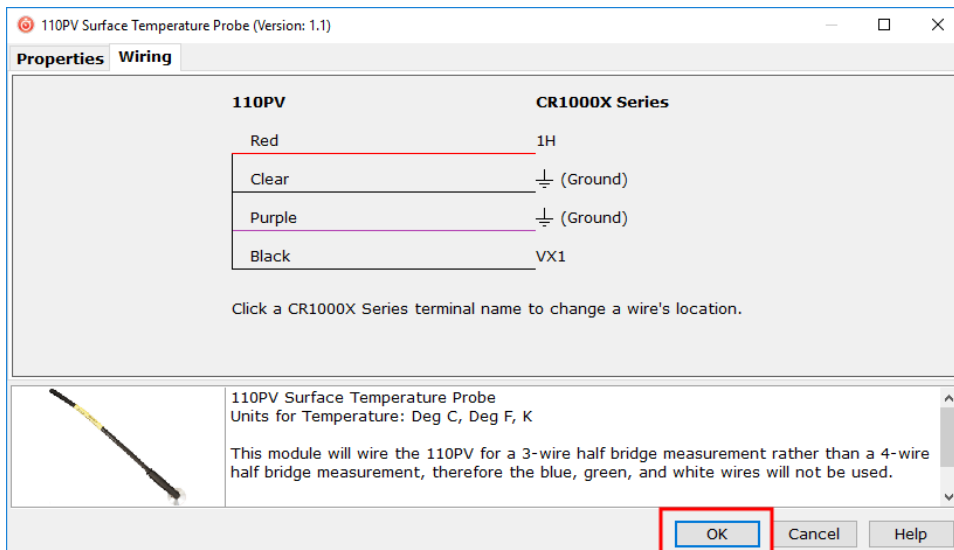 110PV Surface Temperature Probe (Version: 1.1)
Properties Wiring
110PV CR1000X Series
Red 1H
Clear (Ground)
Purple (Ground)
Black VX1
Click a CR1000X Series terminal name to change a wire's location.
110PV Surface Temperature Probe
Units for Temperature: Deg C, Deg F, K
This module will wire the 110PV for a 3-wire half bridge measurement rather than a 4-wire
half bridge measurement, therefore the blue, green, and white wires will not be used.
OK Cancel Help